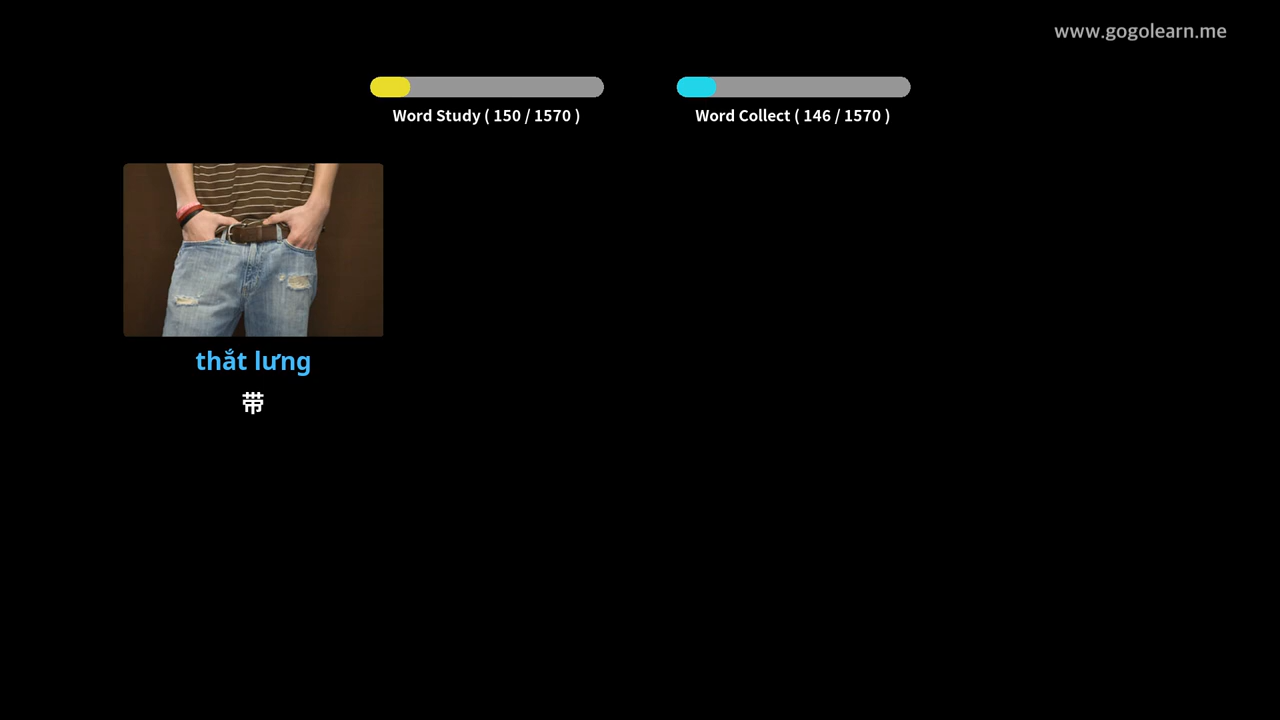 www.gogolearn.me
Word Study ( 150 / 1570 )
Word Collect ( 146 / 1570 )
thắt lưng
带